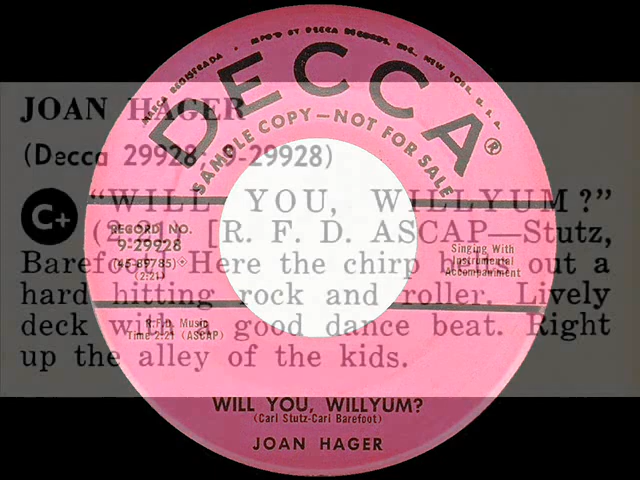 DECCA®
SAMPLE COPY—NOT FOR SALE
JOAN HAGER
(Decca 29928; 9-29928)
C+ "WILL YOU, WILLYUM?"
(2:21) [R. F. D. ASCAP—Stutz,
Barefoot] Here the chirp belts out a
hard hitting rock and roller. Lively
deck with a good dance beat. Right
up the alley of the kids.
RECORD NO.
9-29928
(45-89785)
(2:21)
R.F.D. Music
Time 2:21 (ASCAP)
Singing With
Instrumental
Accompaniment
WILL YOU, WILLYUM?
(Carl Stutz-Carl Barefoot)
JOAN HAGER